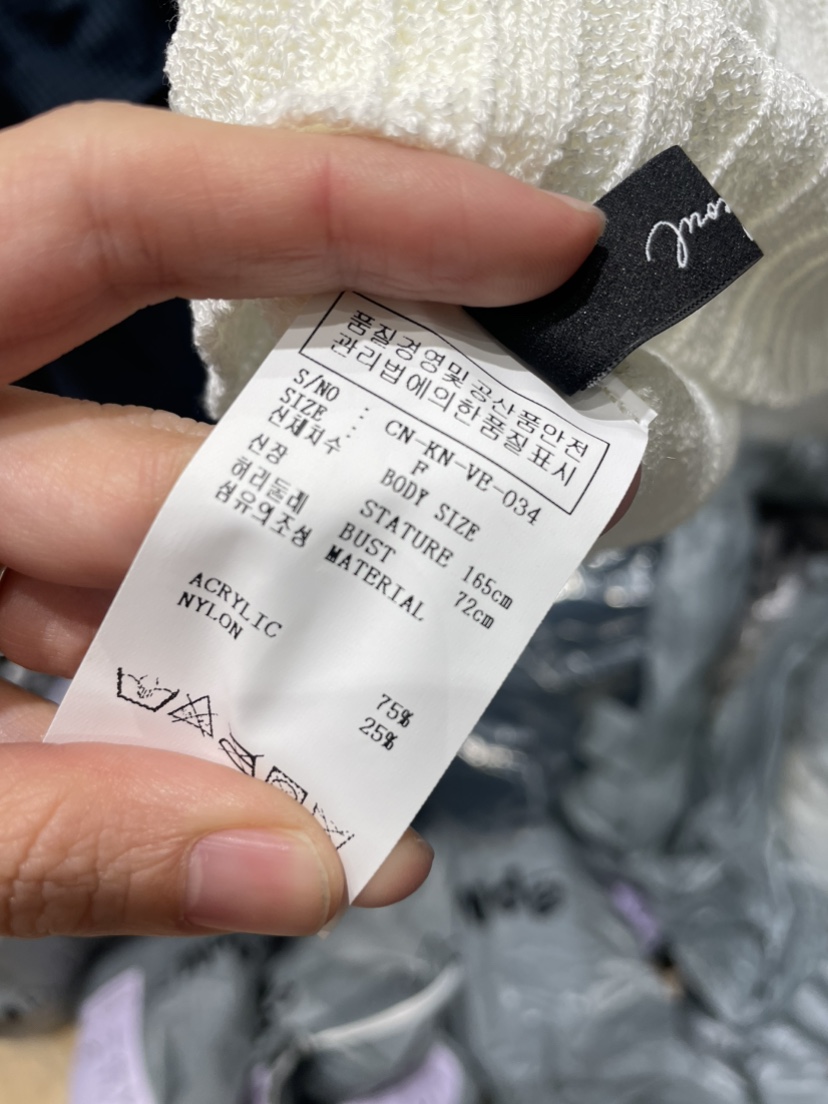 품질경영및공산품안전
관리법에의한품질표시
S/NO : CN-KN-VE-034
SIZE : F
신체치수 BODY SIZE
신장 STATURE 165cm
허리둘레 BUST 72cm
섬유의조성 MATERIAL
ACRYLIC 75%
NYLON 25%